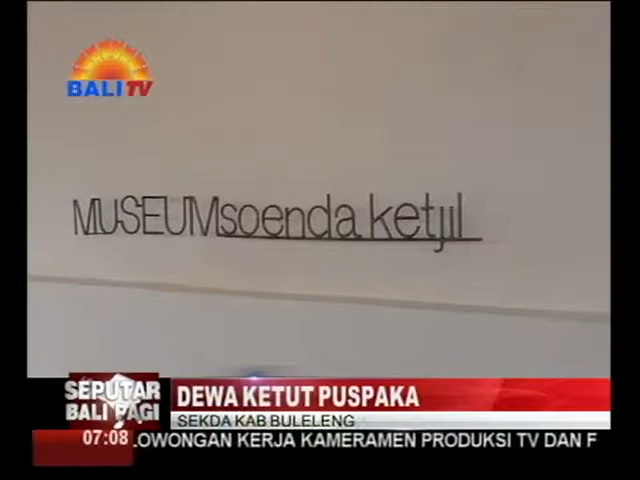 BALI TV
MUSEUMsoenda ketjil
SEPUTAR
BALI PAGI
DEWA KETUT PUSPAKA
SEKDA KAB BULELENG
07:08
LOWONGAN KERJA KAMERAMEN PRODUKSI TV DAN F